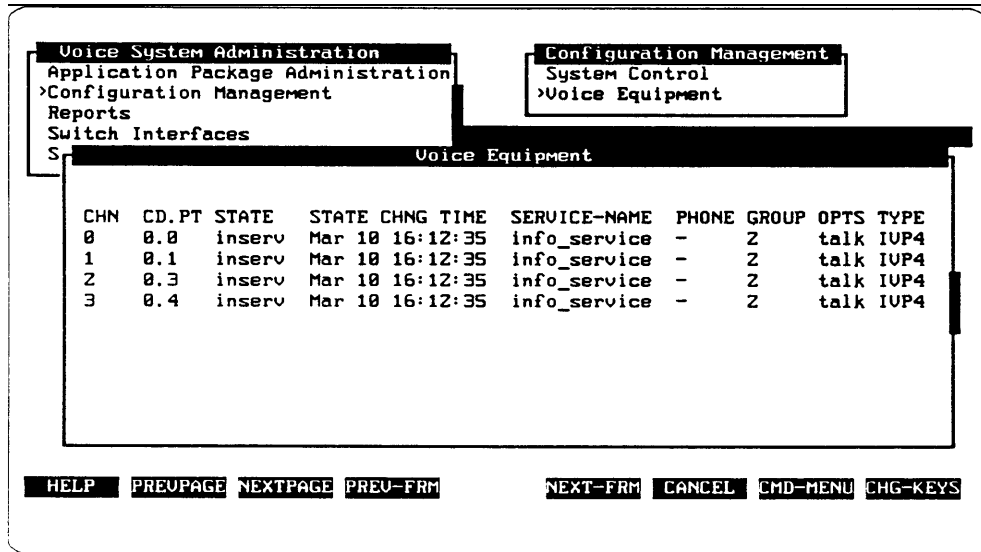 Voice System Administration
Application Package Administration
>Configuration Management
Reports
Switch Interfaces
S
Configuration Management
System Control
>Voice Equipment
Voice Equipment
CHN CD.PT STATE STATE CHNG TIME SERVICE-NAME PHONE GROUP OPTS TYPE
0 0.0 inserv Mar 10 16:12:35 info_service - 2 talk IVP4
1 0.1 inserv Mar 10 16:12:35 info_service - 2 talk IVP4
2 0.3 inserv Mar 10 16:12:35 info_service - 2 talk IVP4
3 0.4 inserv Mar 10 16:12:35 info_service - 2 talk IVP4
HELP PREVPAGE NEXTPAGE PREV-FRM NEXT-FRM CANCEL CMD-MENU CHG-KEYS